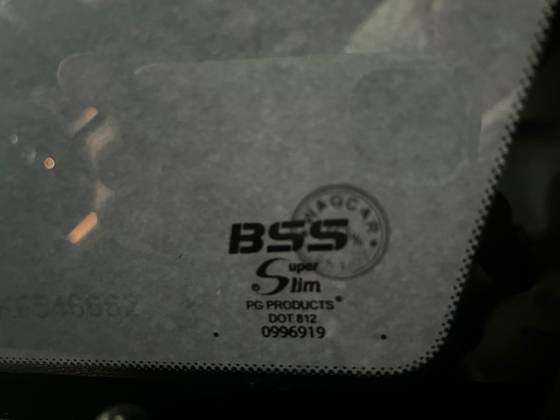 BSS
Super
Slim
PG PRODUCTS®
DOT 812
0996919